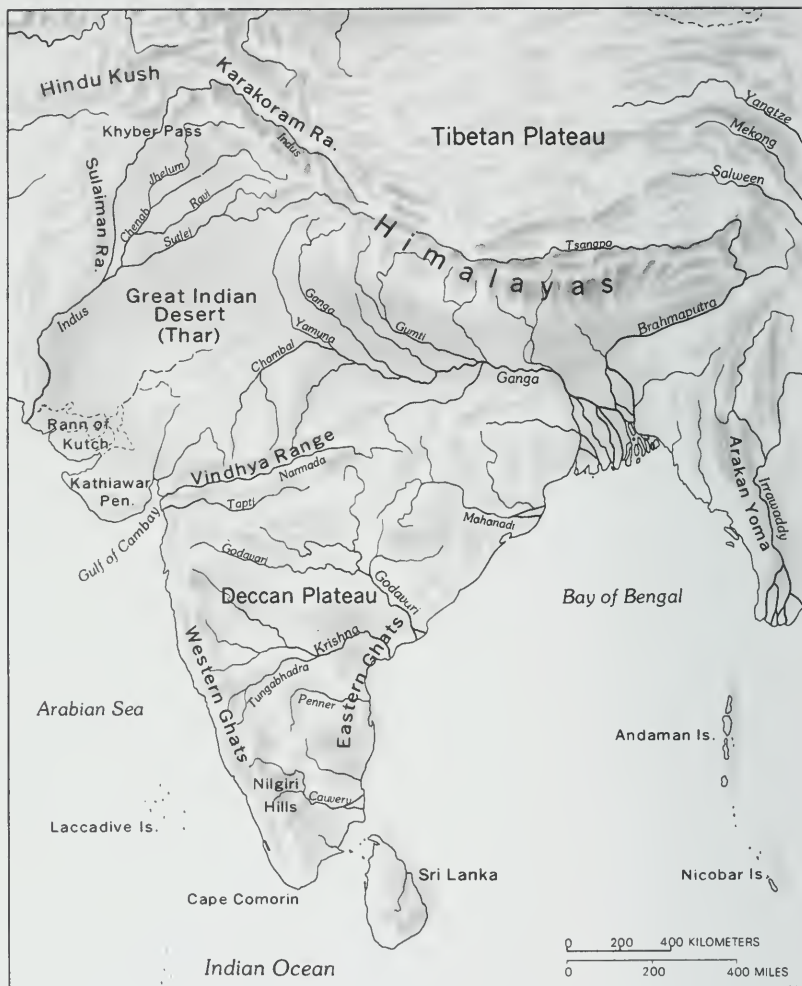 Hindu Kush
Karakoram Ra.
Khyber Pass
Indus
Tibetan Plateau
Yangtze
Mekong
Salween
Sulaiman Ra.
Jhelum
Chenab
Ravi
Sutlej
Himalayas
Tsangpo
Indus
Great Indian
Desert
(Thar)
Ganga
Yamuna
Gumti
Brahmaputra
Chambal
Ganga
Rann of
Kutch
Vindhya Range
Narmada
Kathiawar
Pen.
Tapti
Gulf of Cambay
Mahanadi
Arakan Yoma
Irrawaddy
Godavari
Godavari
Deccan Plateau
Bay of Bengal
Western Ghats
Krishna
Tungabhadra
Eastern Ghats
Penner
Arabian Sea
Andaman Is.
Nilgiri
Hills
Cauvery
Laccadive Is.
Sri Lanka
Nicobar Is
Cape Comorin
0 200 400 KILOMETERS
0 200 400 MILES
Indian Ocean